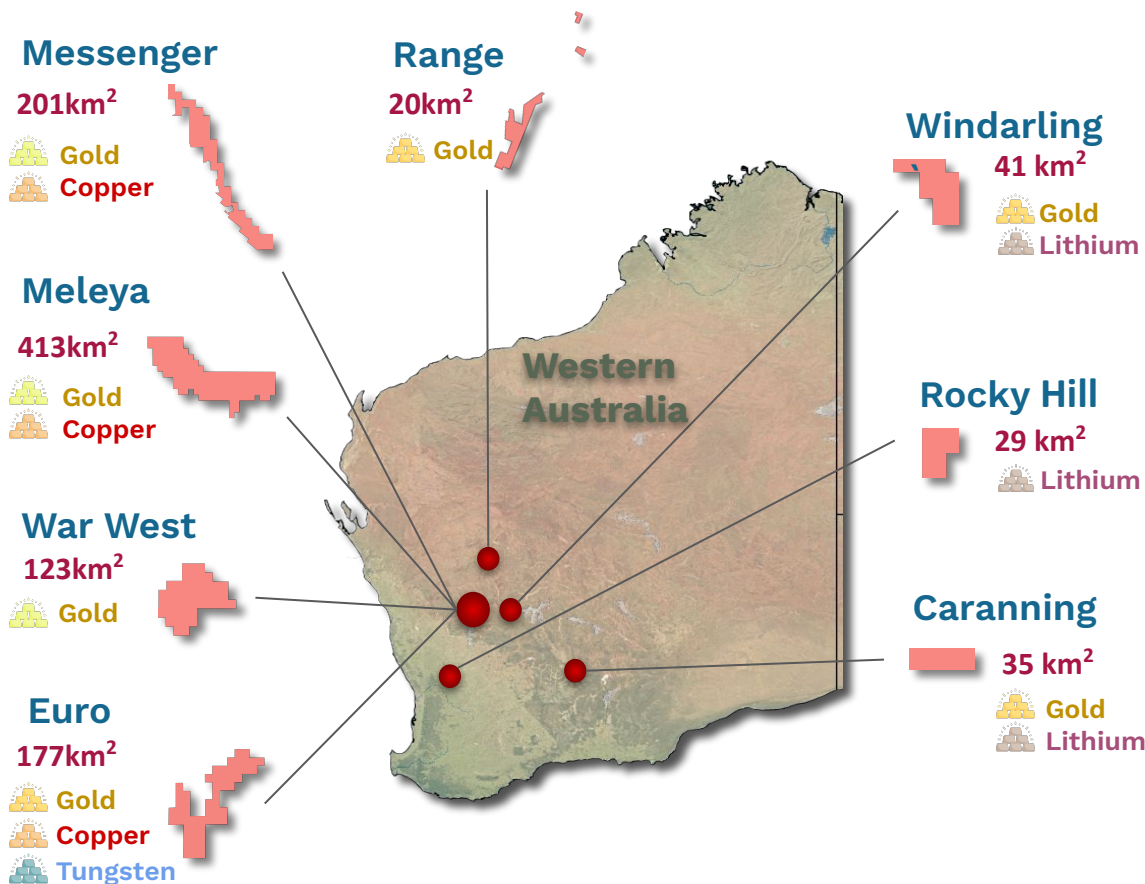 Messenger
201km²
Gold
Copper
Range
20km²
Gold
Windarling
41 km²
Gold
Lithium
Meleya
413km²
Gold
Copper
Western
Australia
Rocky Hill
29 km²
Lithium
War West
123km²
Gold
Caranning
35 km²
Gold
Lithium
Euro
177km²
Gold
Copper
Tungsten